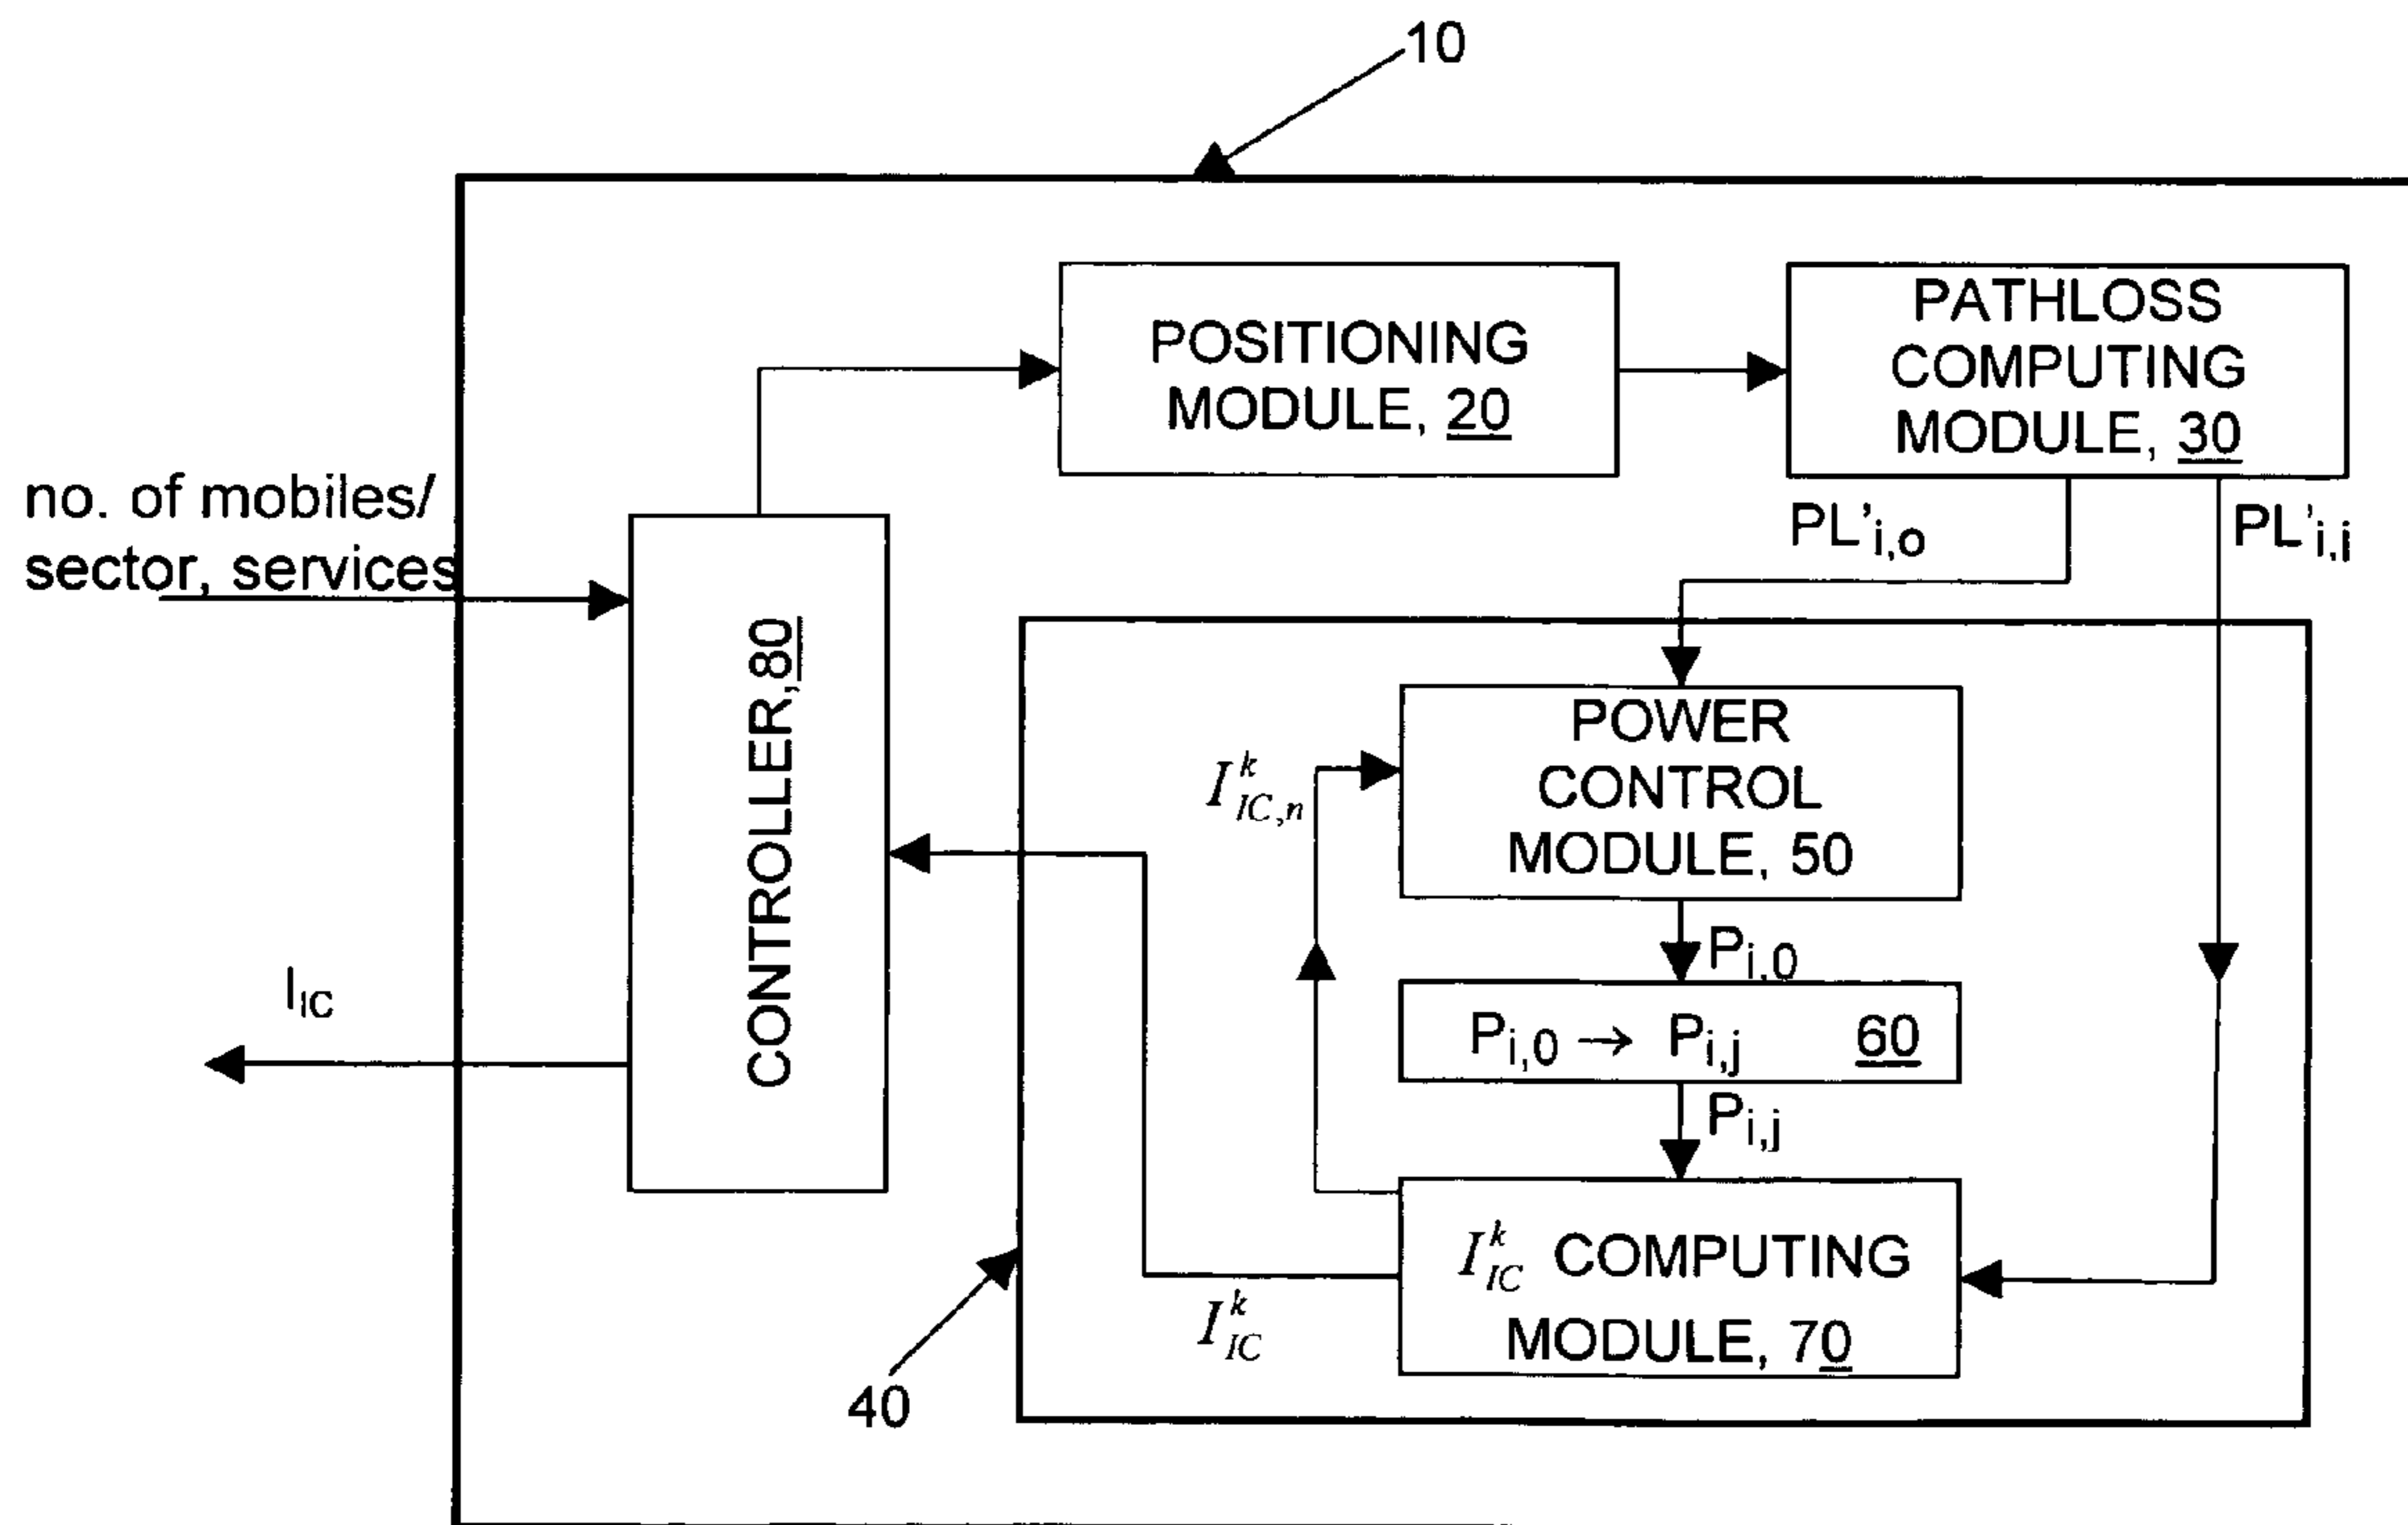 10
POSITIONING
MODULE, 20
PATHLOSS
COMPUTING
MODULE, 30
no. of mobiles/
sector, services
PL'i,o
PL'i,i
CONTROLLER,80
POWER
CONTROL
MODULE, 50
I^k_IC,n
Pi,0
IIC
Pi,0 → Pi,j 60
Pi,j
I^k_IC COMPUTING
MODULE, 70
I^k_IC
40